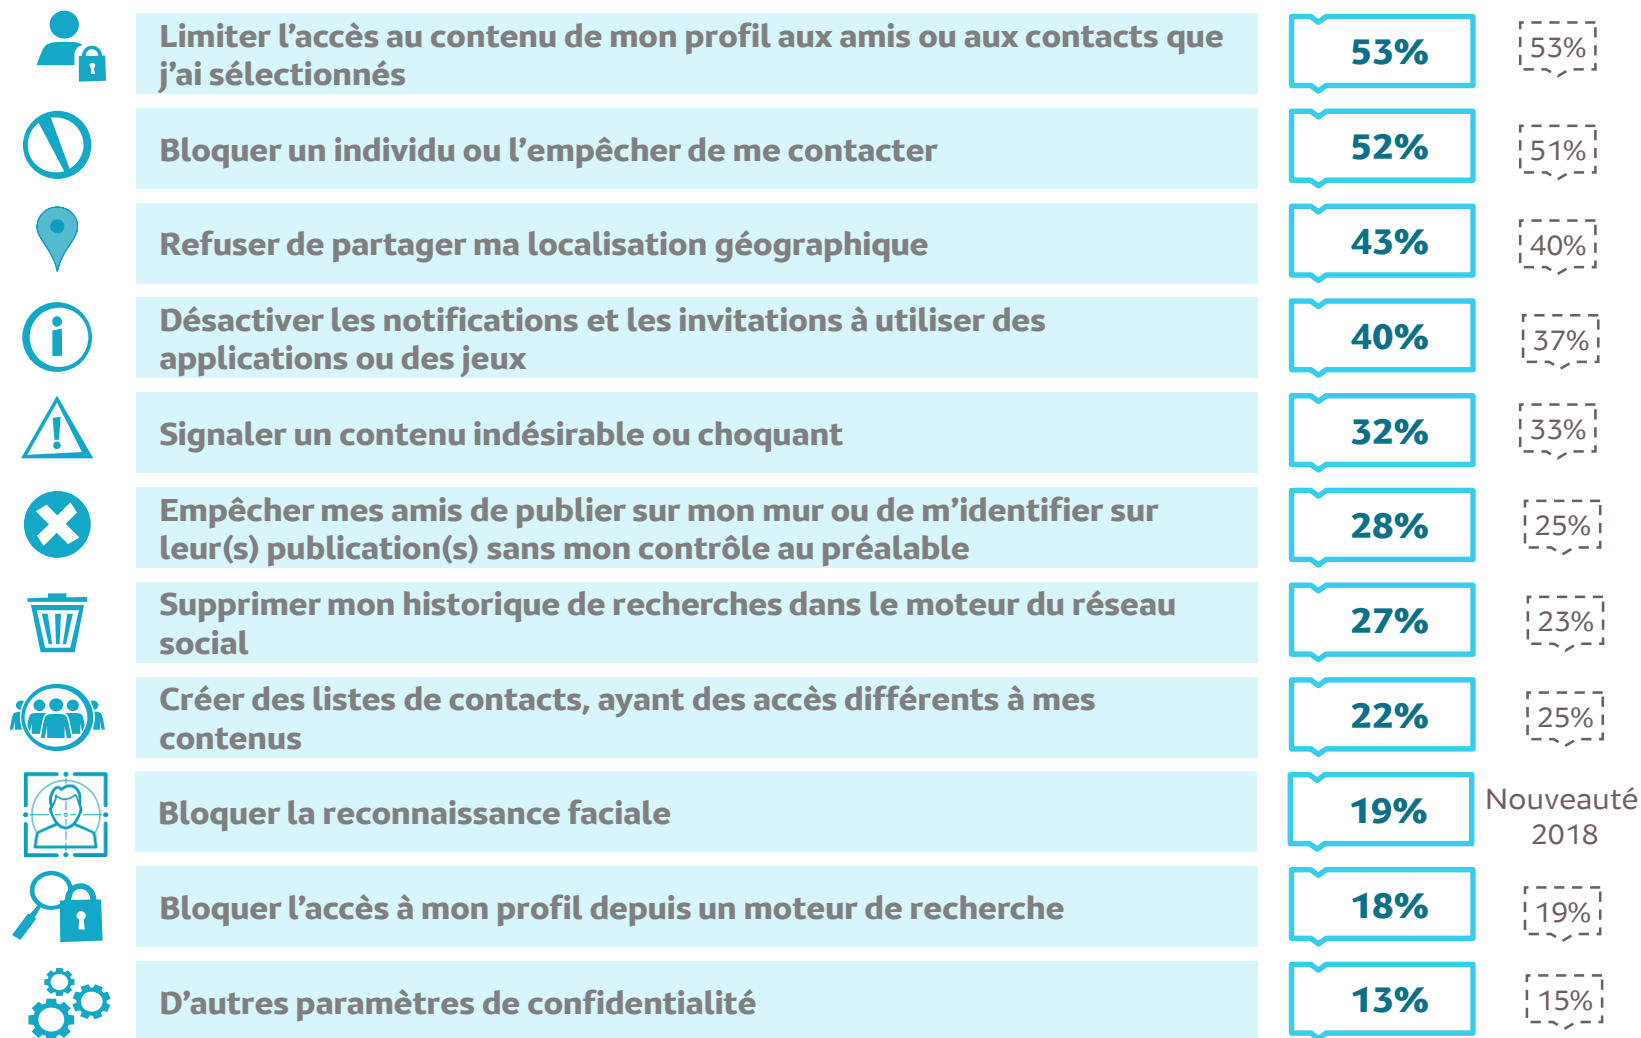 Limiter l’accès au contenu de mon profil aux amis ou aux contacts que
j’ai sélectionnés
53%
53%
Bloquer un individu ou l’empêcher de me contacter
52%
51%
Refuser de partager ma localisation géographique
43%
40%
Désactiver les notifications et les invitations à utiliser des
applications ou des jeux
40%
37%
Signaler un contenu indésirable ou choquant
32%
33%
Empêcher mes amis de publier sur mon mur ou de m’identifier sur
leur(s) publication(s) sans mon contrôle au préalable
28%
25%
Supprimer mon historique de recherches dans le moteur du réseau
social
27%
23%
Créer des listes de contacts, ayant des accès différents à mes
contenus
22%
25%
Bloquer la reconnaissance faciale
19%
Nouveauté
2018
Bloquer l’accès à mon profil depuis un moteur de recherche
18%
19%
D’autres paramètres de confidentialité
13%
15%